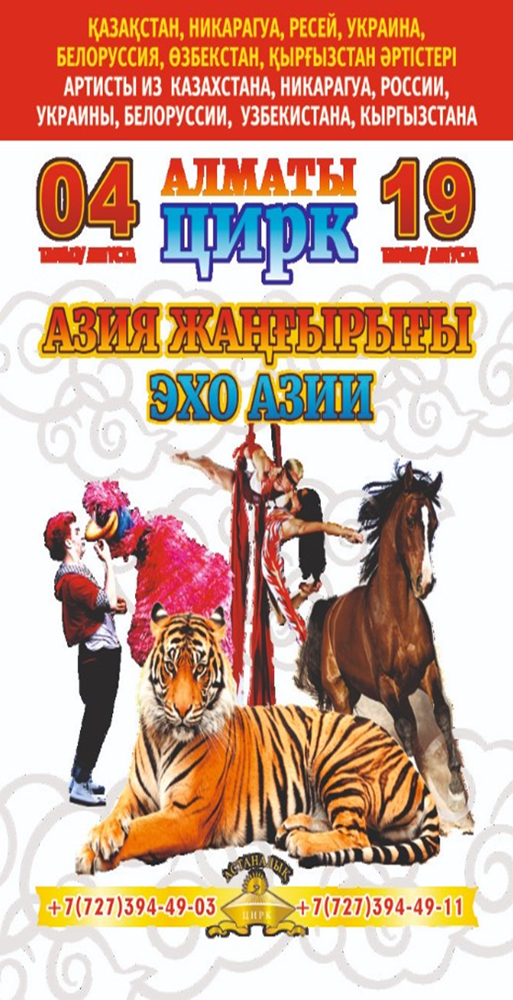 ҚАЗАҚСТАН, НИКАРАГУА, РЕСЕЙ, УКРАИНА,
БЕЛОРУССИЯ, ӨЗБЕКСТАН, ҚЫРҒЫЗСТАН ӘРТІСТЕРІ
АРТИСТЫ ИЗ КАЗАХСТАНА, НИКАРАГУА, РОССИИ,
УКРАИНЫ, БЕЛОРУССИИ, УЗБЕКИСТАНА, КЫРГЫЗСТАНА
04 АЛМАТЫ 19
ЦИРК
ТАМЫЗ/ АВГУСТА ТАМЫЗ/ АВГУСТА
АЗИЯ ЖАҢҒЫРЫҒЫ
ЭХО АЗИИ
АСТАНАЛЫҚ
ЦИРК
+7(727)394-49-03 +7(727)394-49-11